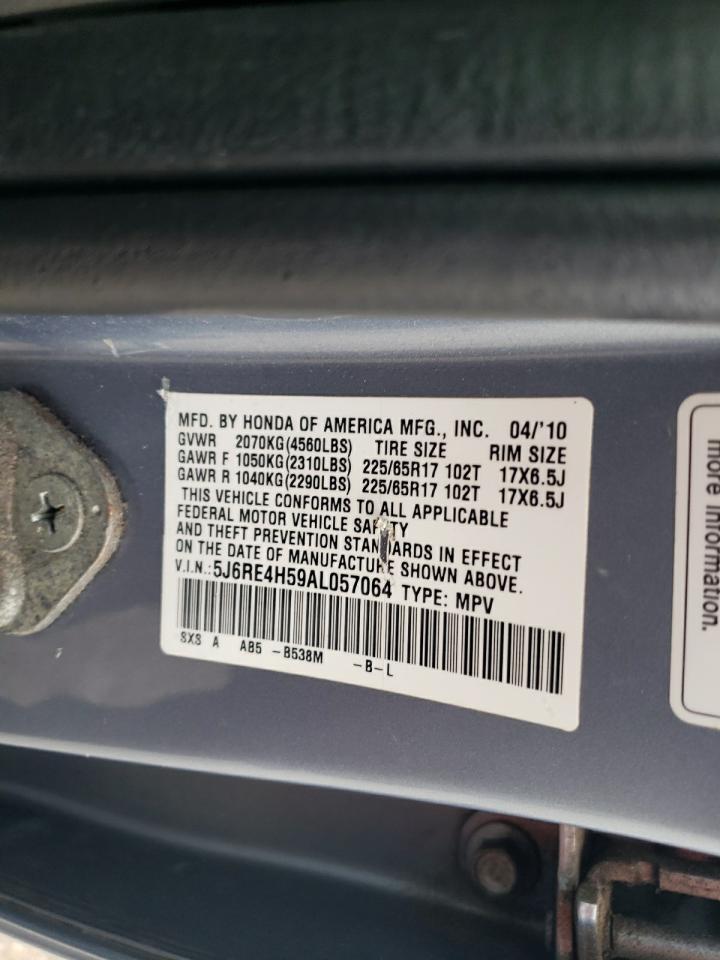 MFD. BY HONDA OF AMERICA MFG., INC. 04/'10
GVWR 2070KG(4560LBS) TIRE SIZE RIM SIZE
GAWR F 1050KG(2310LBS) 225/65R17 102T 17X6.5J
GAWR R 1040KG(2290LBS) 225/65R17 102T 17X6.5J
THIS VEHICLE CONFORMS TO ALL APPLICABLE
FEDERAL MOTOR VEHICLE SAFETY
AND THEFT PREVENTION STANDARDS IN EFFECT
ON THE DATE OF MANUFACTURE SHOWN ABOVE.
V.I.N.: 5J6RE4H59AL057064 TYPE: MPV
SXS A AB5 -B538M -B-L
more information.